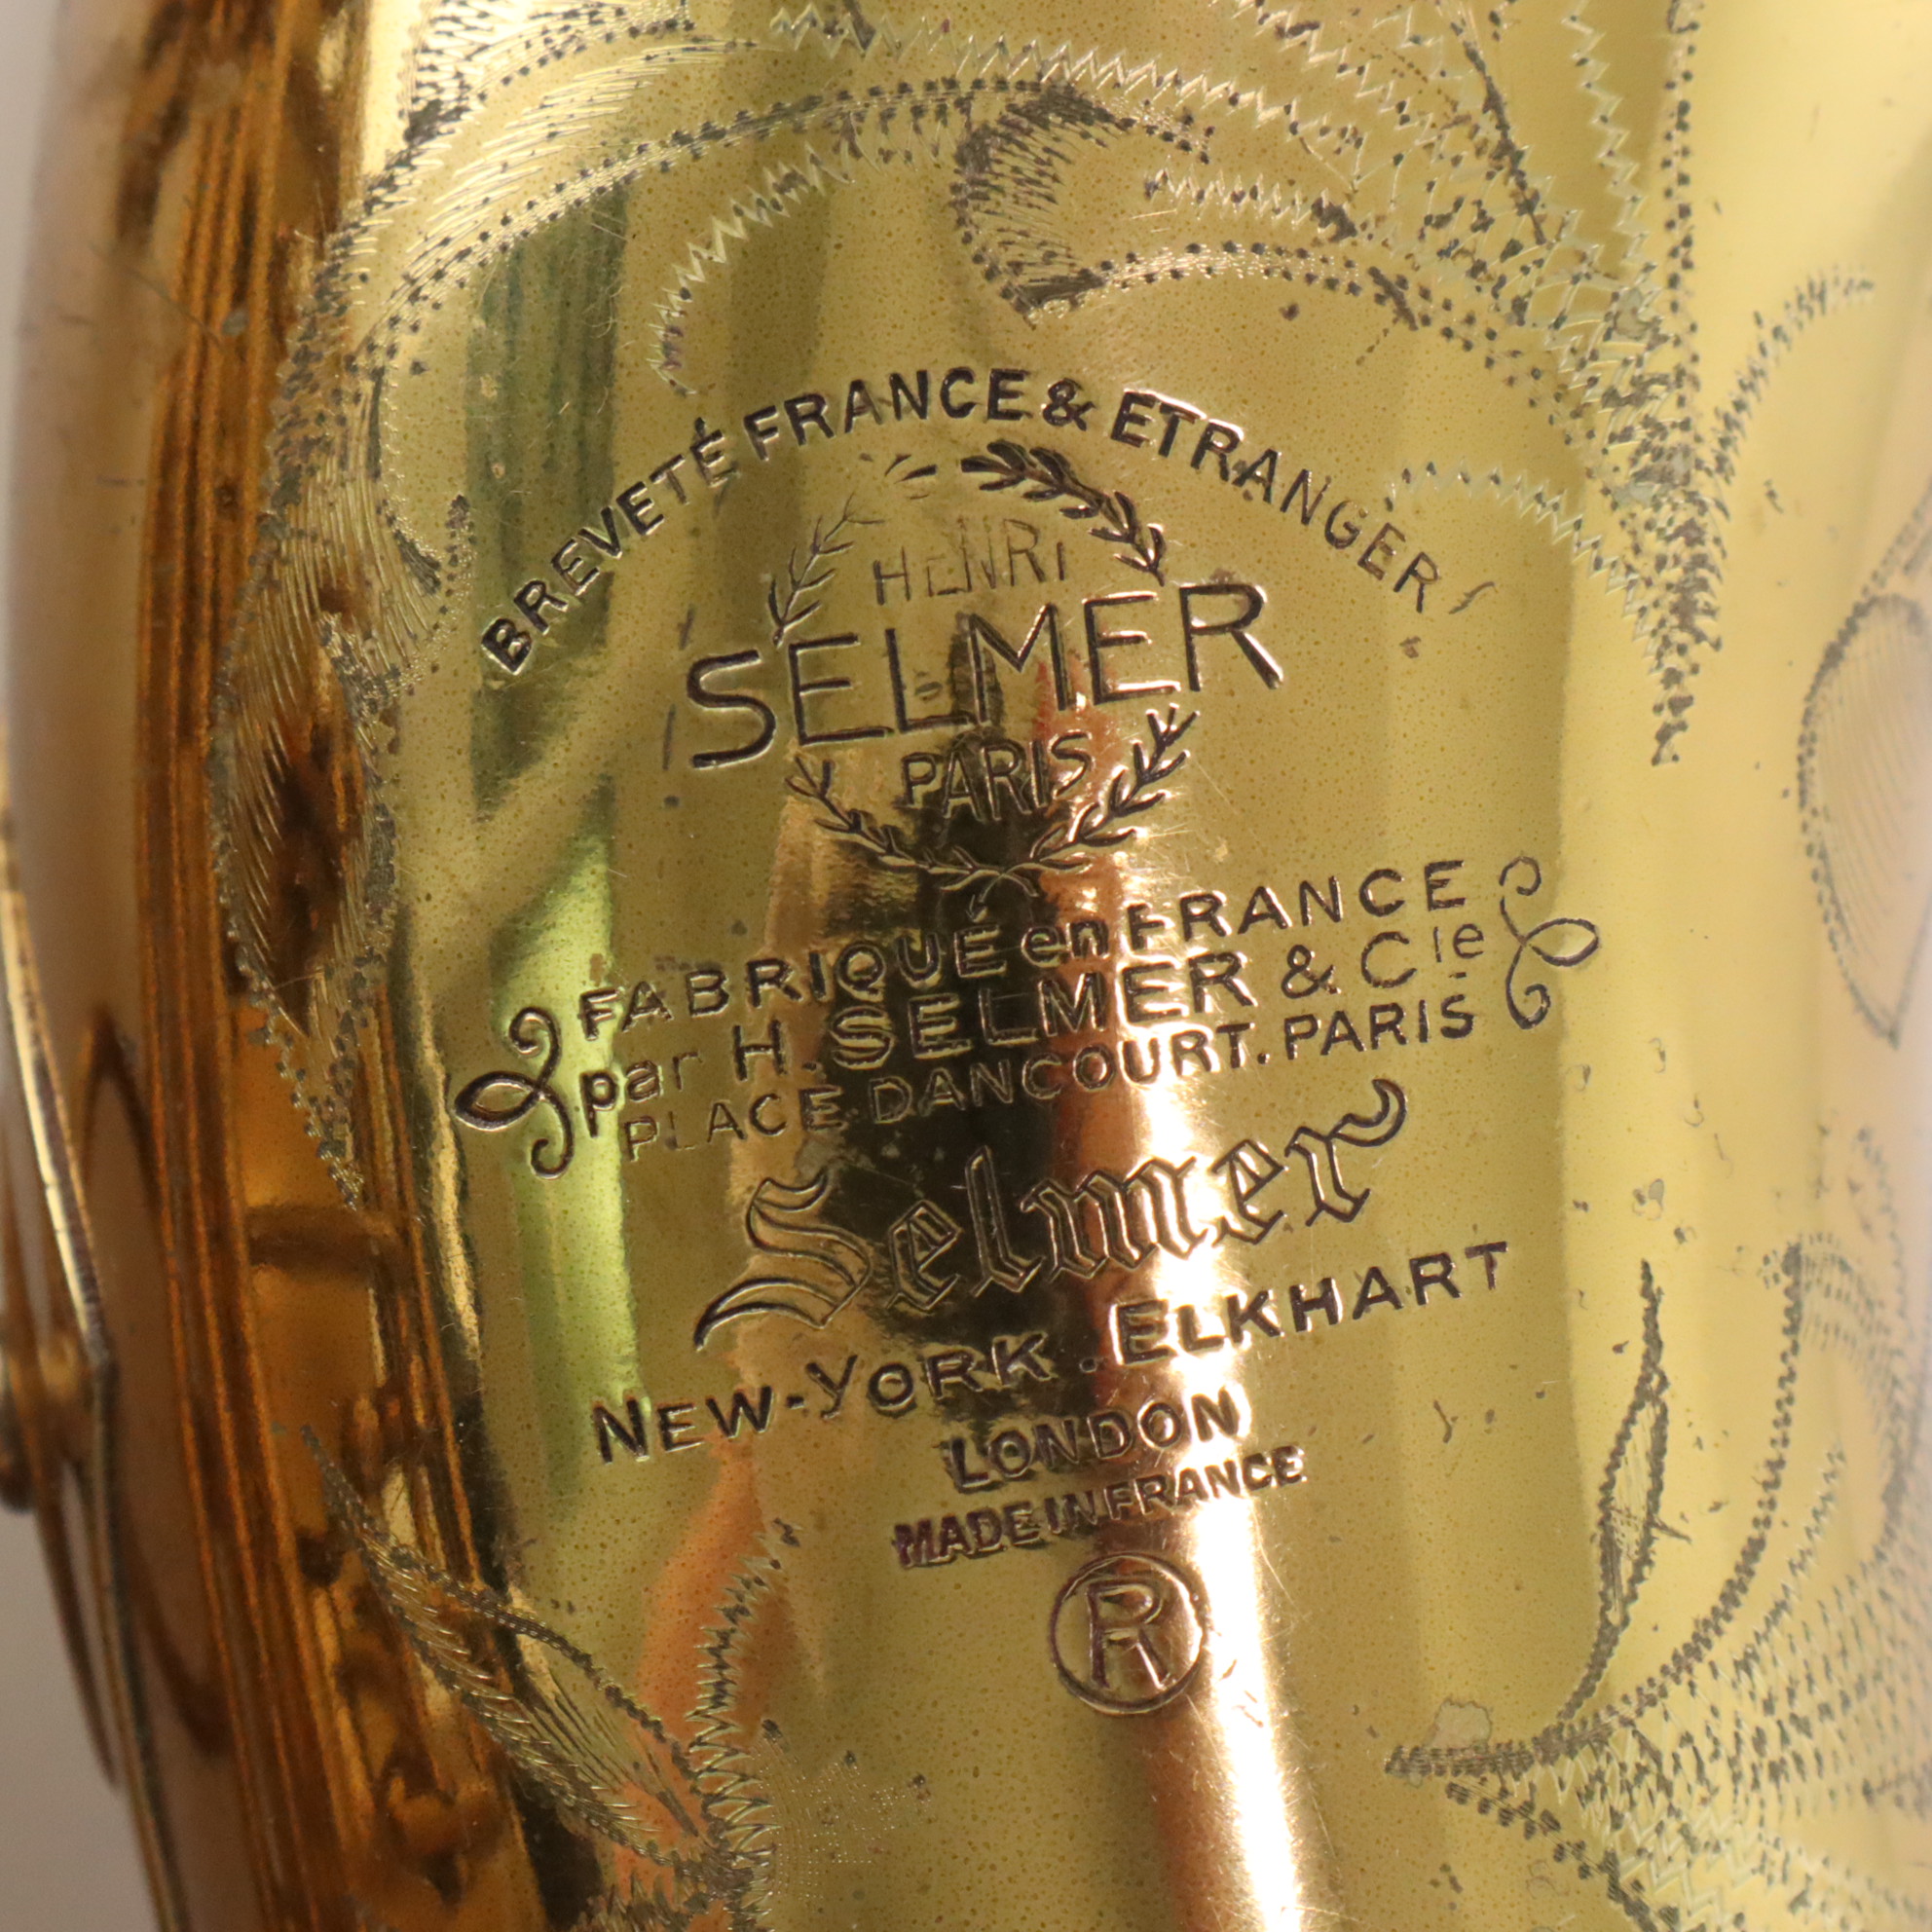 BREVETÉ FRANCE & ETRANGER
HENRI
SELMER
PARIS
FABRIQUÉ en FRANCE
par H. SELMER & Cie
PLACE DANCOURT. PARIS
Selmer
NEW-YORK . ELKHART
LONDON
MADE IN FRANCE
®